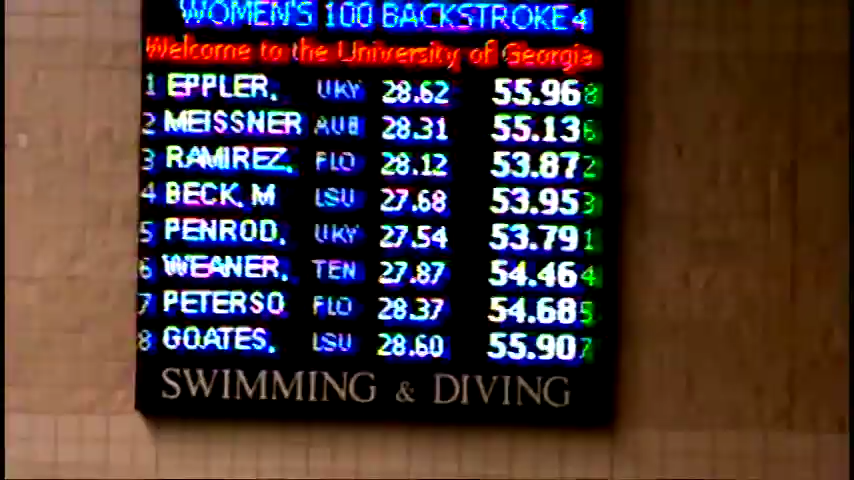 WOMEN'S 100 BACKSTROKE 4
Welcome to the University of Georgia
1 EPPLER, UKY 28.62 55.96 8
2 MEISSNER AUB 28.31 55.13 6
3 RAMIREZ, FLO 28.12 53.87 2
4 BECK, M LSU 27.68 53.95 3
5 PENROD, UKY 27.54 53.79 1
6 WEANER, TEN 27.87 54.46 4
7 PETERSO FLO 28.37 54.68 5
8 GOATES, LSU 28.60 55.90 7
SWIMMING & DIVING